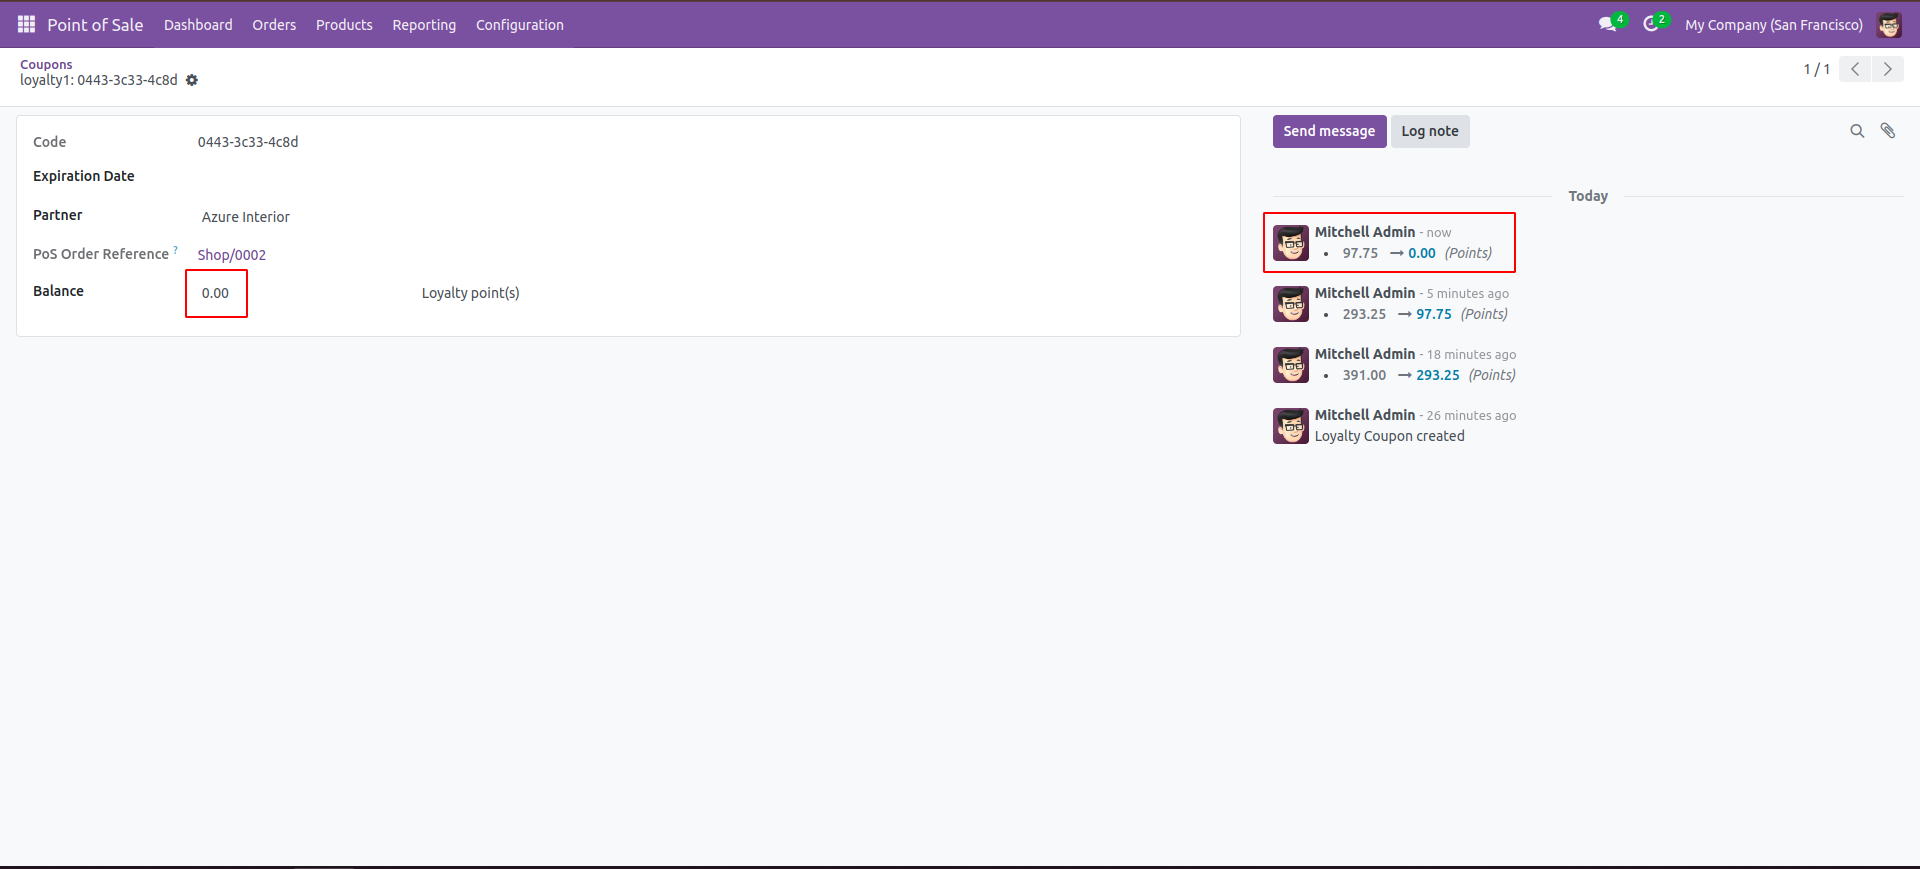 Point of Sale Dashboard Orders Products Reporting Configuration 4 2 My Company (San Francisco)
Coupons
loyalty1: 0443-3c33-4c8d
1 / 1
Code 0443-3c33-4c8d
Expiration Date
Partner Azure Interior
PoS Order Reference ? Shop/0002
Balance 0.00 Loyalty point(s)
Send message Log note
Today
Mitchell Admin - now
• 97.75 → 0.00 (Points)
Mitchell Admin - 5 minutes ago
• 293.25 → 97.75 (Points)
Mitchell Admin - 18 minutes ago
• 391.00 → 293.25 (Points)
Mitchell Admin - 26 minutes ago
Loyalty Coupon created